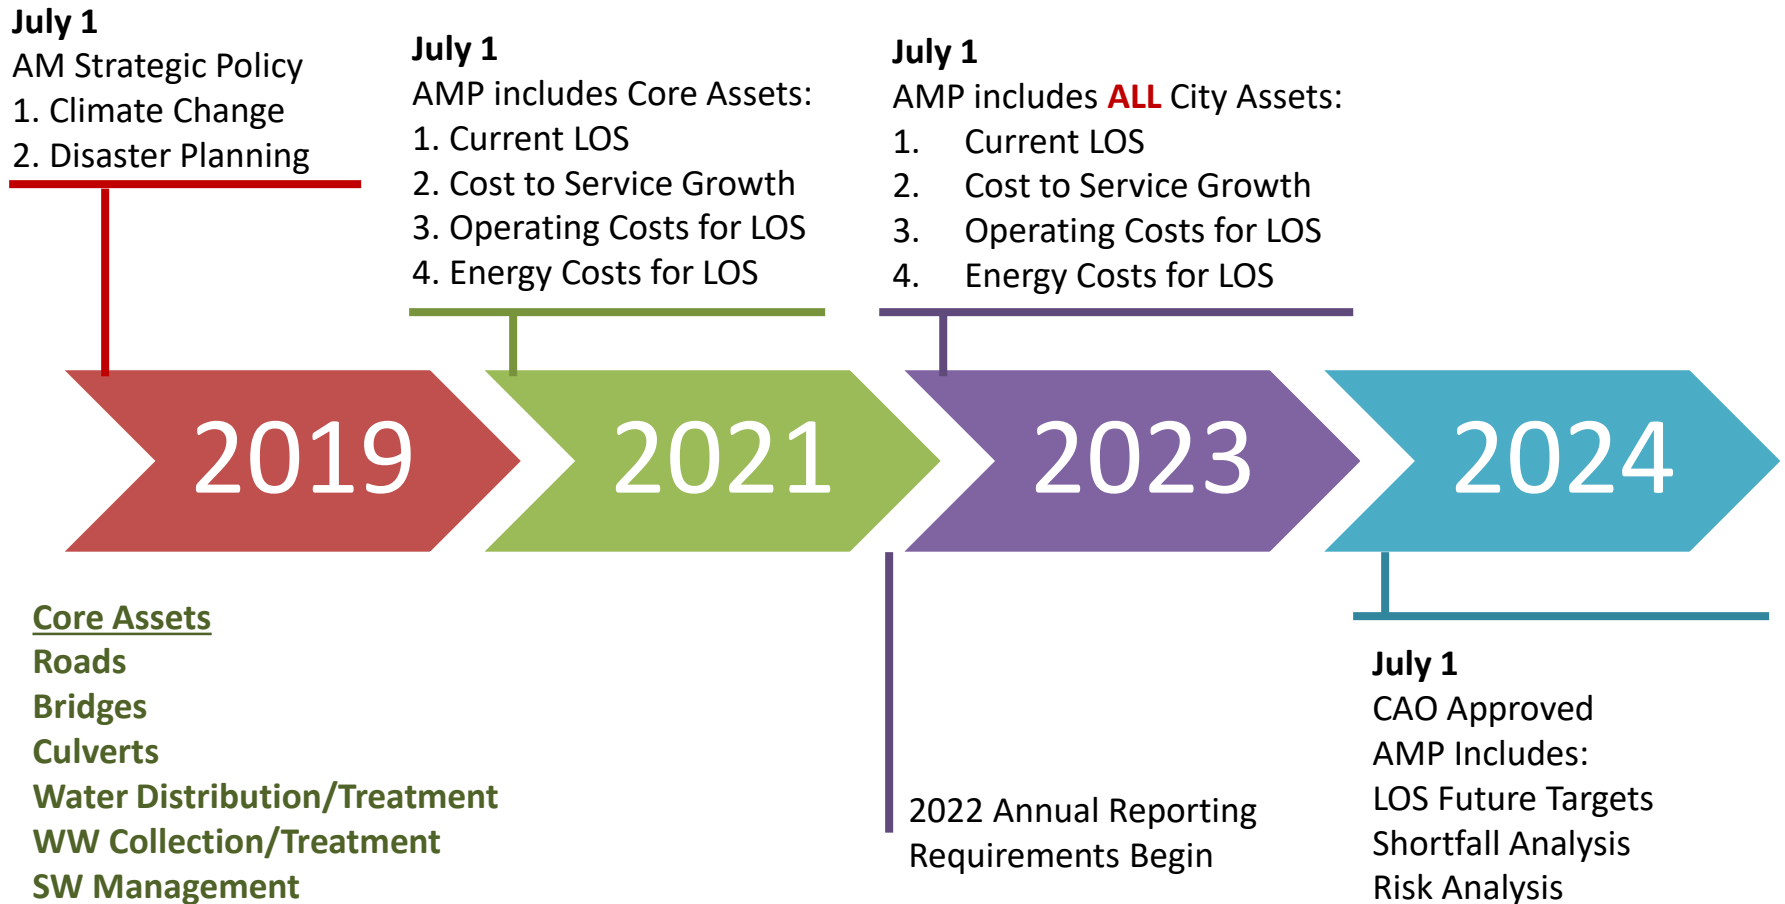 July 1
AM Strategic Policy
1. Climate Change
2. Disaster Planning
July 1
AMP includes Core Assets:
1. Current LOS
2. Cost to Service Growth
3. Operating Costs for LOS
4. Energy Costs for LOS
July 1
AMP includes ALL City Assets:
1. Current LOS
2. Cost to Service Growth
3. Operating Costs for LOS
4. Energy Costs for LOS
2019
2021
2023
2024
Core Assets
Roads
Bridges
Culverts
Water Distribution/Treatment
WW Collection/Treatment
SW Management
2022 Annual Reporting
Requirements Begin
July 1
CAO Approved
AMP Includes:
LOS Future Targets
Shortfall Analysis
Risk Analysis